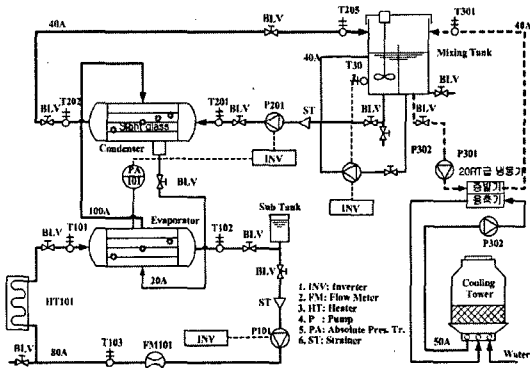 BLV
T205
T301
40A
40A
Mixing Tank
40A
T30
BLV
T202
BLV
T201
BLV
P201
ST
BLV
BLV
BLV
Sight glass
Condenser
INV
P302
P301
20RT급 냉동기
증발기
응축기
PA
101
BLV
INV
100A
Evaporator
Sub Tank
P302
BLV
T101
T102
BLV
20A
BLV
Cooling
Tower
HT101
ST
1. INV: Inverter
2. FM: Flow Meter
3. HT: Heater
4. P : Pump
5. PA: Absolute Pres. Tr.
6. ST: Strainer
INV
P101
BLV
80A
T103
FM101
50A
Water